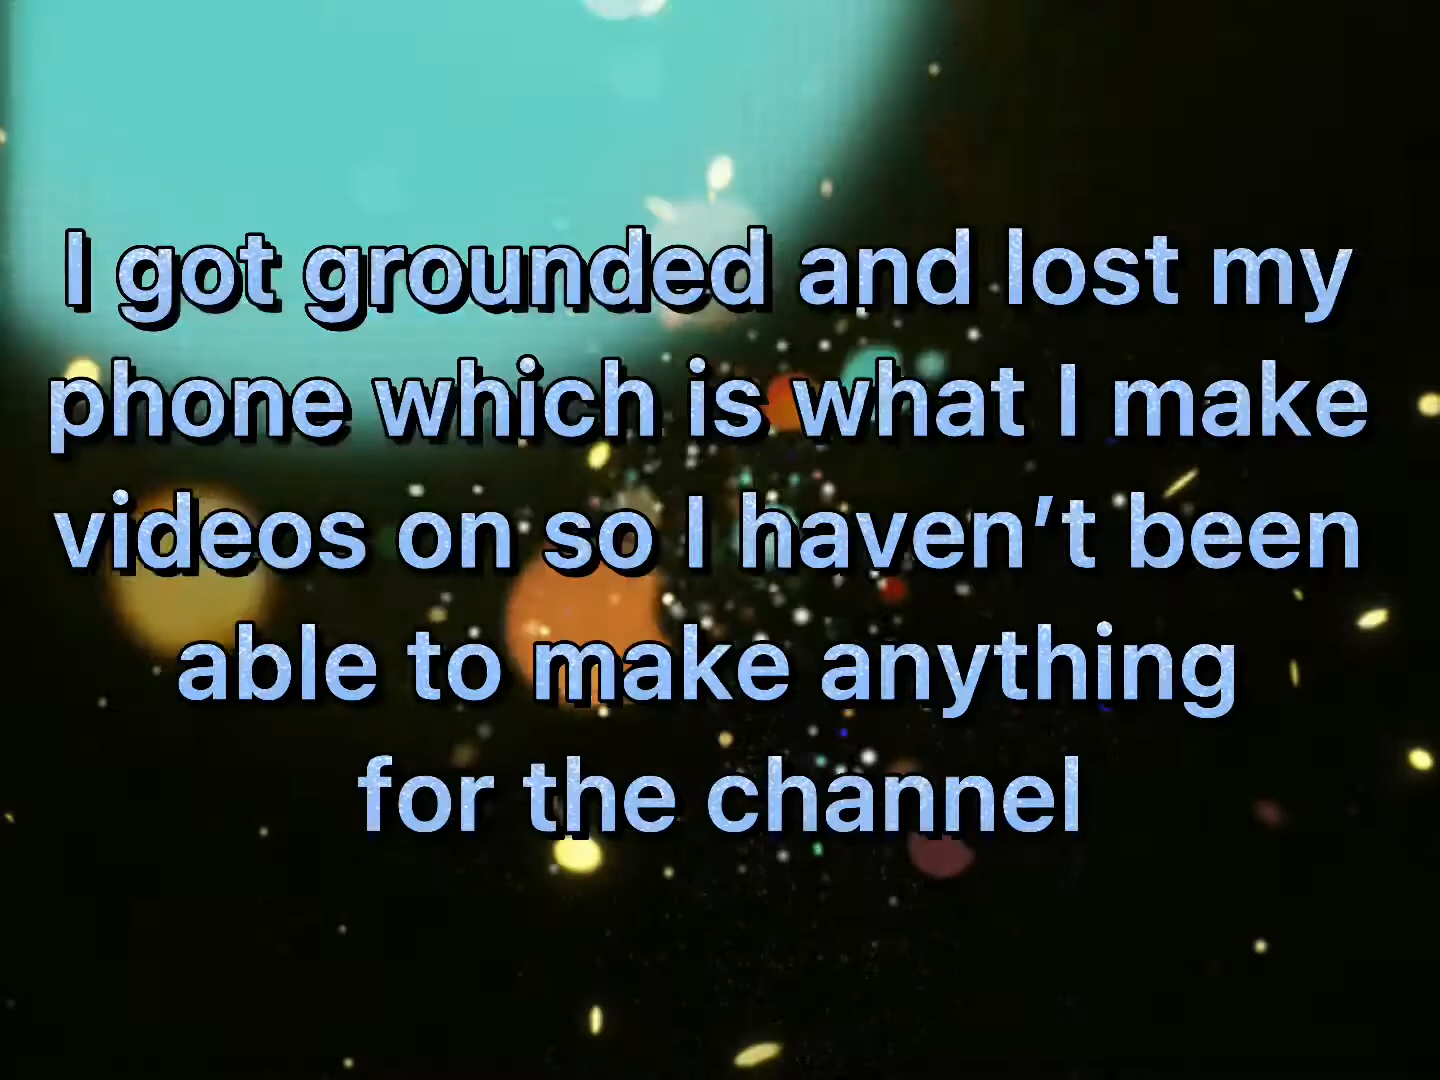 I got grounded and lost my
phone which is what I make
videos on so I haven't been
able to make anything
for the channel